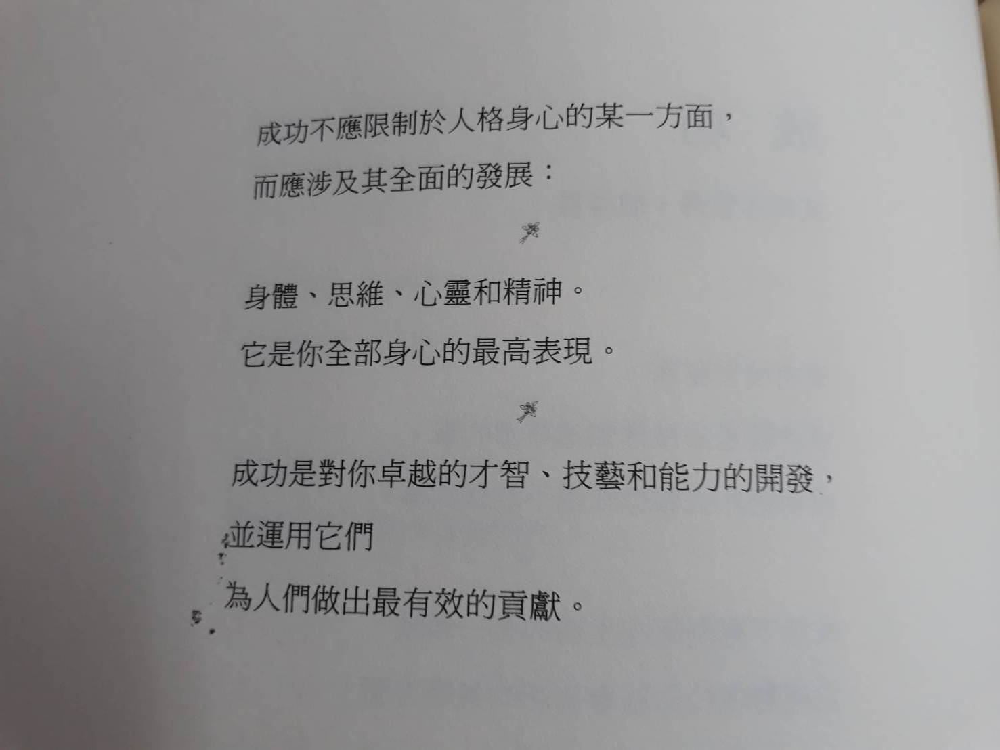 成功不應限制於人格身心的某一方面，
而應涉及其全面的發展：
身體、思維、心靈和精神。
它是你全部身心的最高表現。
成功是對你卓越的才智、技藝和能力的開發，
並運用它們
為人們做出最有效的貢獻。